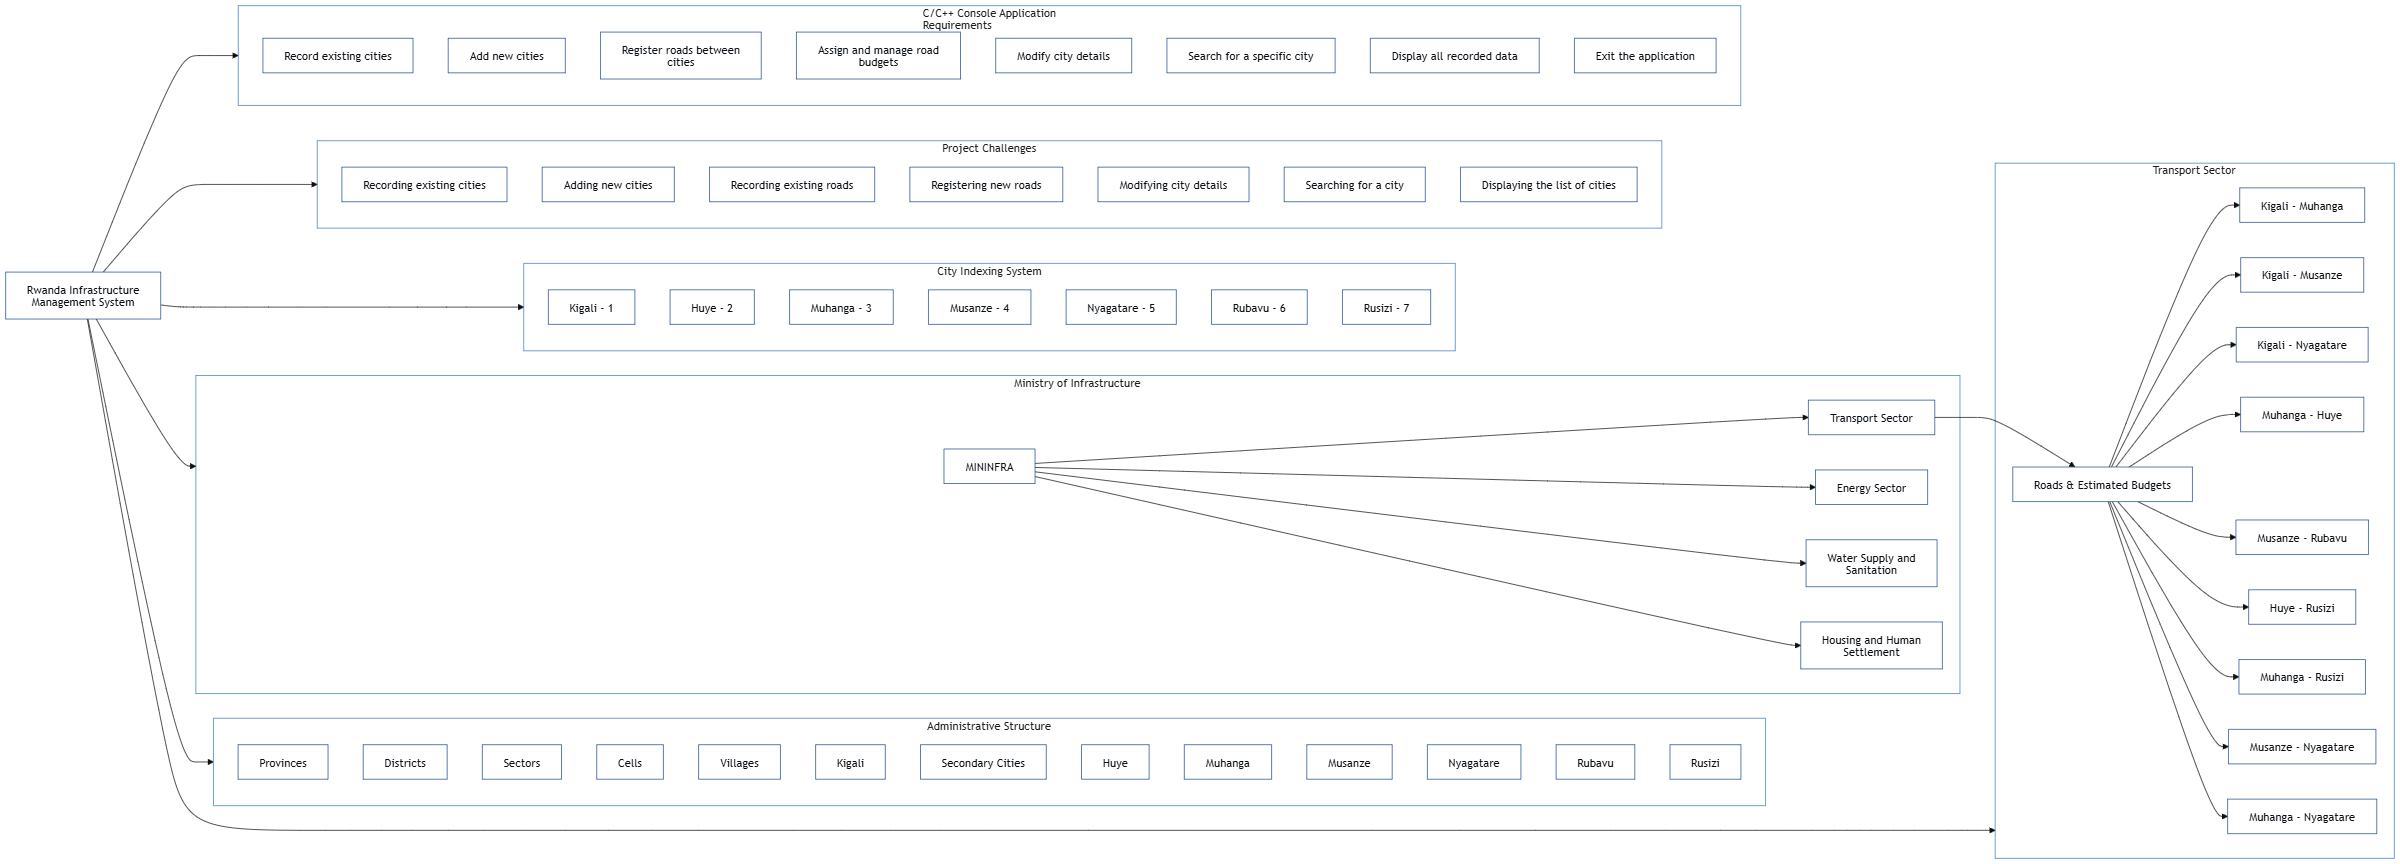 C/C++ Console Application
Requirements
Record existing cities
Add new cities
Register roads between
cities
Assign and manage road
budgets
Modify city details
Search for a specific city
Display all recorded data
Exit the application
Project Challenges
Recording existing cities
Adding new cities
Recording existing roads
Registering new roads
Modifying city details
Searching for a city
Displaying the list of cities
Rwanda Infrastructure
Management System
City Indexing System
Kigali - 1
Huye - 2
Muhanga - 3
Musanze - 4
Nyagatare - 5
Rubavu - 6
Rusizi - 7
Ministry of Infrastructure
MININFRA
Transport Sector
Energy Sector
Water Supply and
Sanitation
Housing and Human
Settlement
Administrative Structure
Provinces
Districts
Sectors
Cells
Villages
Kigali
Secondary Cities
Huye
Muhanga
Musanze
Nyagatare
Rubavu
Rusizi
Transport Sector
Roads & Estimated Budgets
Kigali - Muhanga
Kigali - Musanze
Kigali - Nyagatare
Muhanga - Huye
Musanze - Rubavu
Huye - Rusizi
Muhanga - Rusizi
Musanze - Nyagatare
Muhanga - Nyagatare